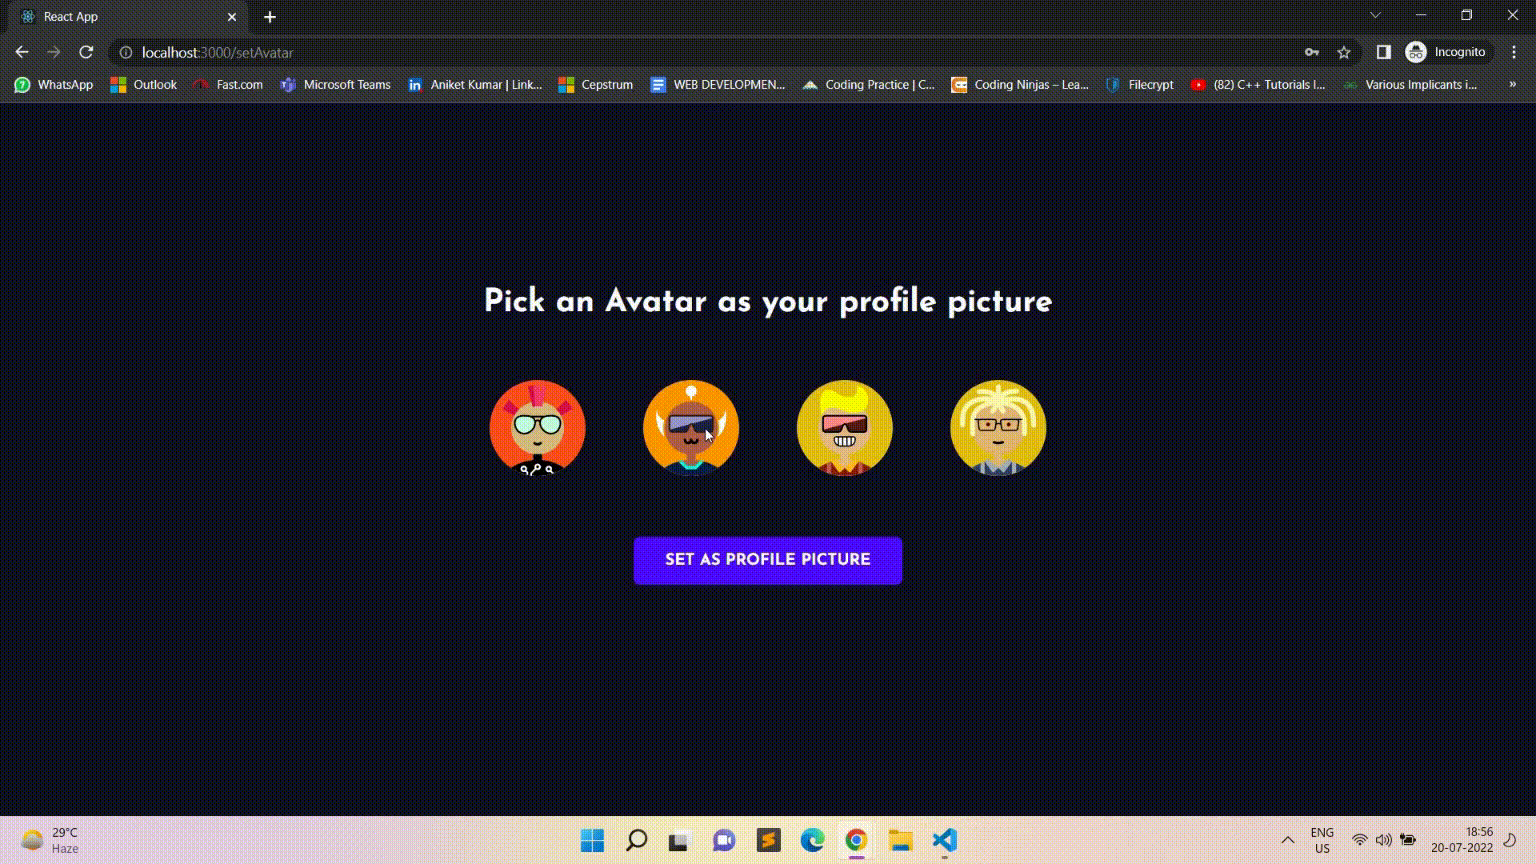 React App
localhost:3000/setAvatar
Incognito
WhatsApp
Outlook
Fast.com
Microsoft Teams
Aniket Kumar | Link...
Cepstrum
WEB DEVELOPMEN...
Coding Practice | C...
Coding Ninjas – Lea...
Filecrypt
(82) C++ Tutorials I...
Various Implicants i...
»
Pick an Avatar as your profile picture
SET AS PROFILE PICTURE
29°C
Haze
ENG
US
18:56
20-07-2022